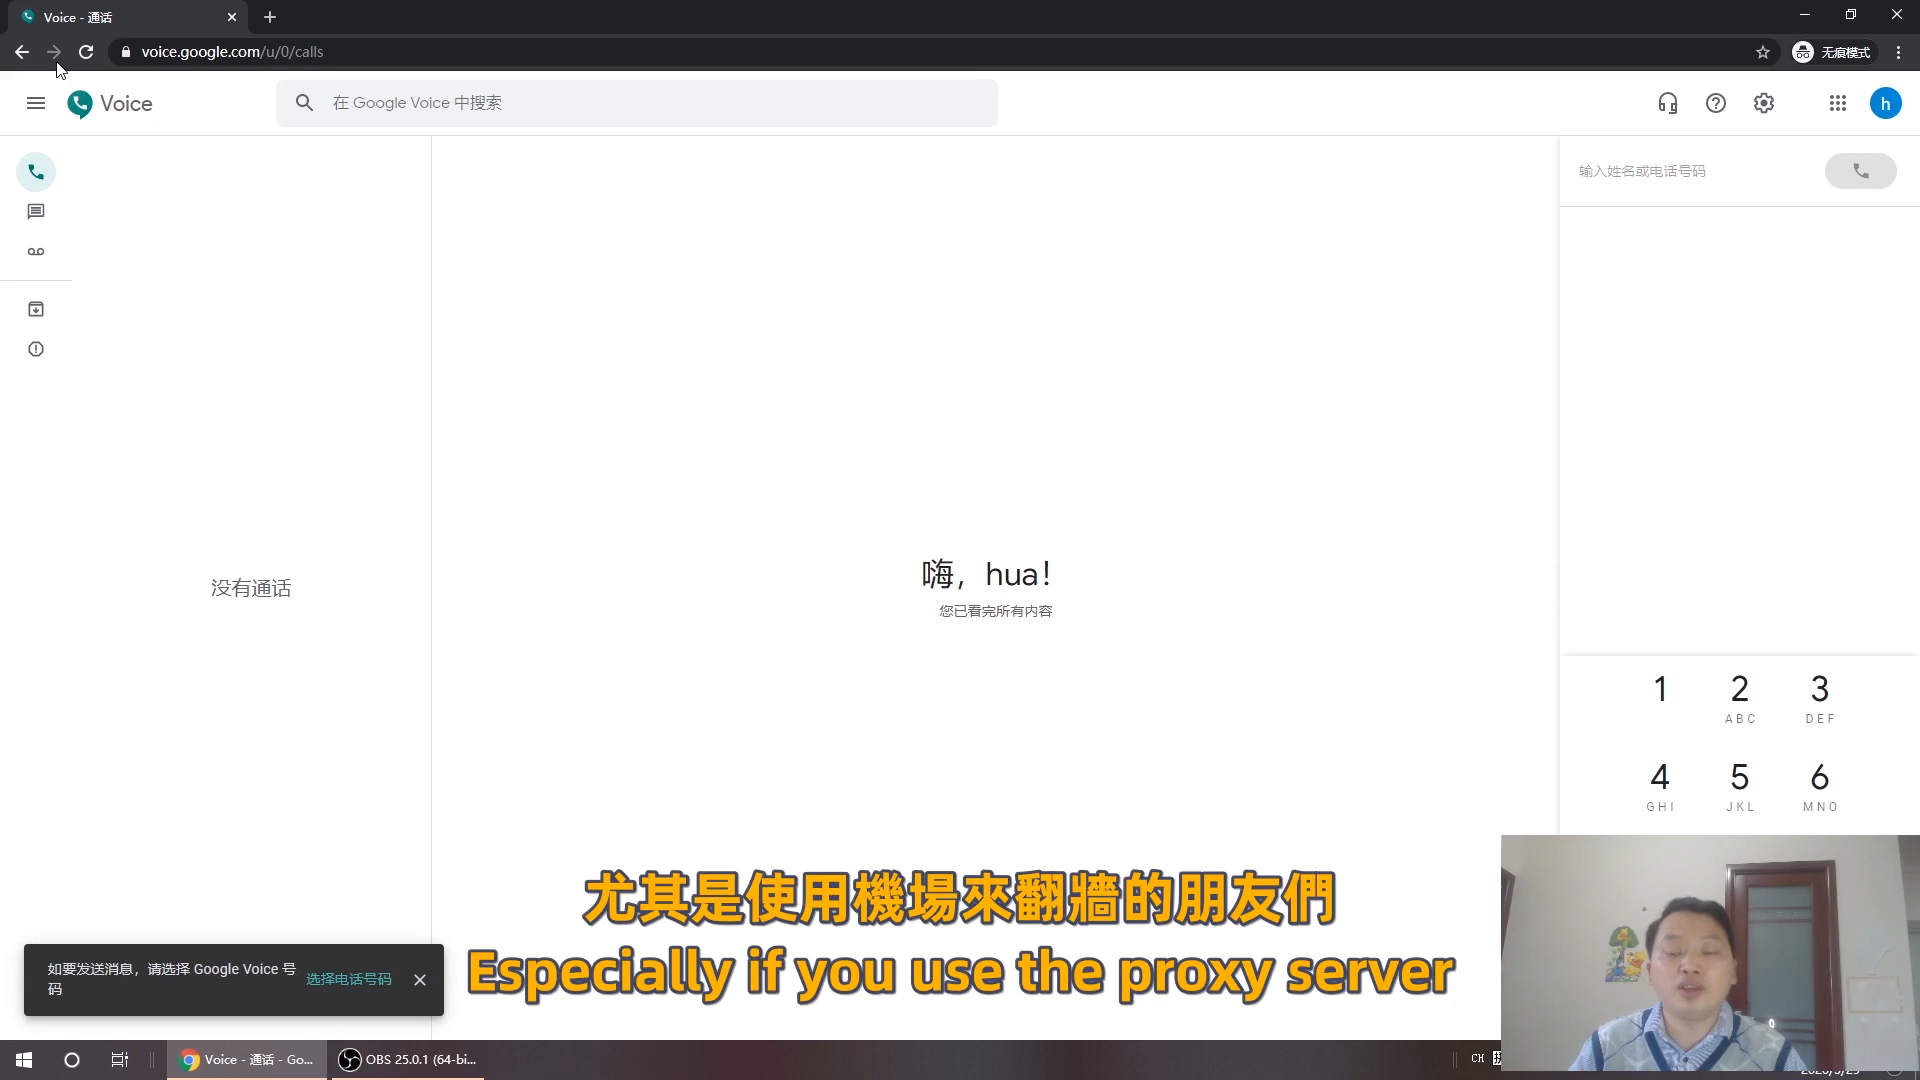 Voice - 通话
voice.google.com/u/0/calls
无痕模式
Voice
在 Google Voice 中搜索
h
输入姓名或电话号码
没有通话
嗨，hua！
您已看完所有内容
1
2
3
ABC
DEF
4
5
6
GHI
JKL
MNO
尤其是使用機場來翻牆的朋友們
Especially if you use the proxy server
如要发送消息，请选择 Google Voice 号
码
选择电话号码
Voice - 通话 - Go...
OBS 25.0.1 (64-bi...
CH